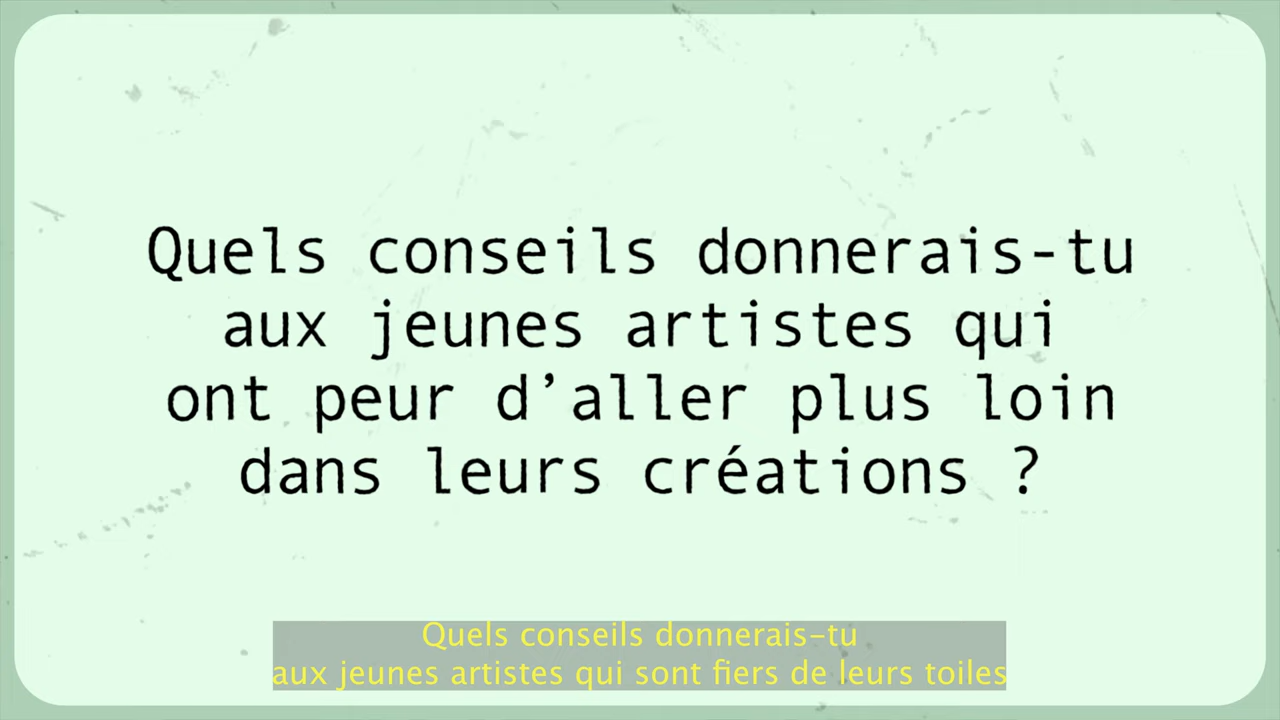 Quels conseils donnerais-tu
aux jeunes artistes qui
ont peur d’aller plus loin
dans leurs créations ?
Quels conseils donnerais-tu
aux jeunes artistes qui sont fiers de leurs toiles